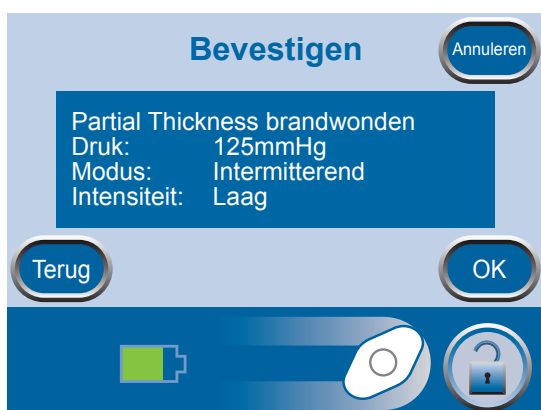 Bevestigen
Annuleren
Partial Thickness brandwonden
Druk: 125mmHg
Modus: Intermitterend
Intensiteit: Laag
Terug
OK